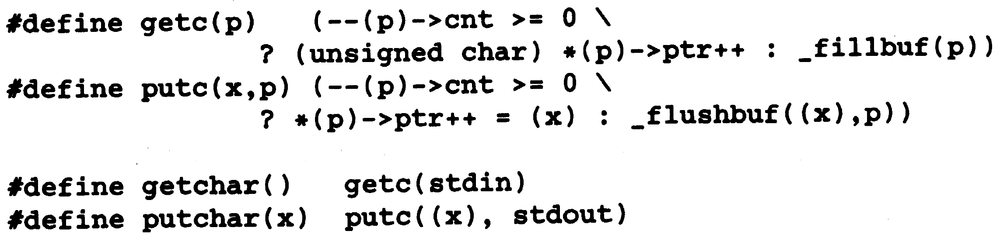 #define getc(p)   (--(p)->cnt >= 0 \
               ? (unsigned char) *(p)->ptr++ : _fillbuf(p))
#define putc(x,p) (--(p)->cnt >= 0 \
               ? *(p)->ptr++ = (x) : _flushbuf((x),p))
#define getchar()   getc(stdin)
#define putchar(x)  putc((x), stdout)